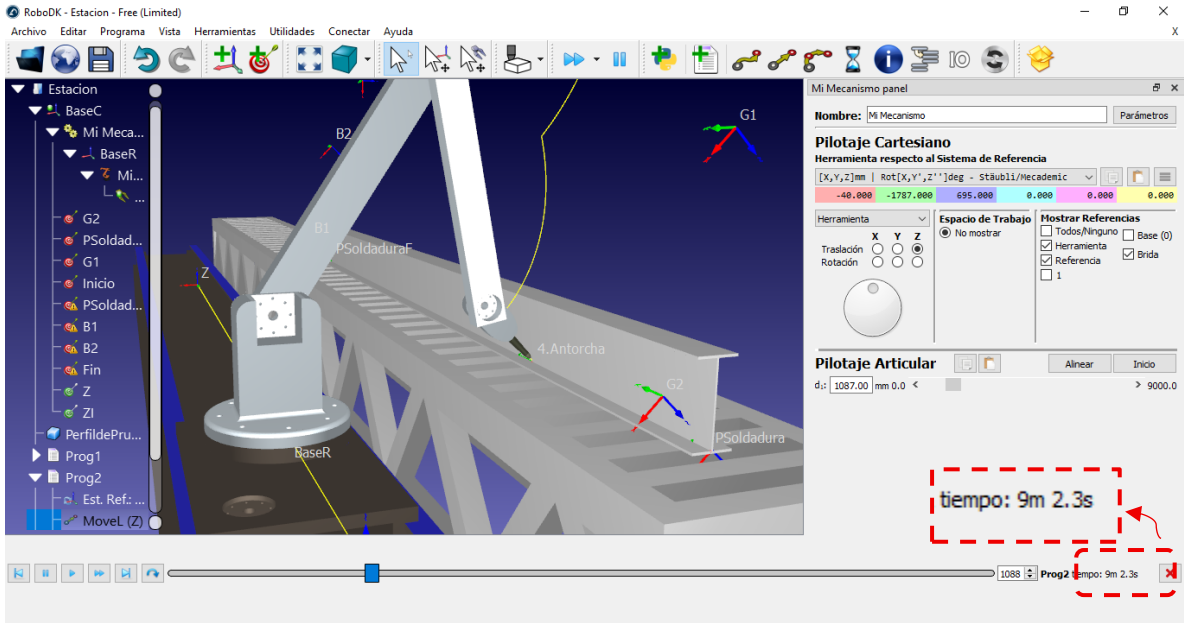 RoboDK - Estacion - Free (Limited)
Archivo Editar Programa Vista Herramientas Utilidades Conectar Ayuda X
IO
Estacion
BaseC
Mi Meca...
BaseR
Mi...
...
G2
PSoldad...
G1
Inicio
PSoldad...
B1
B2
Fin
Z
ZI
PerfildePru...
Prog1
Prog2
Est. Ref.: ...
MoveL (Z)
B2
G1
B1
PSoldaduraF
Z
4.Antorcha
G2
PSoldadura
BaseR
Mi Mecanismo panel
Nombre: Mi Mecanismo Parámetros
Pilotaje Cartesiano
Herramienta respecto al Sistema de Referencia
[X,Y,Z]mm | Rot[X,Y',Z'']deg - Stäubli/Mecademic
-40.000 -1787.000 695.000 0.000 0.000 0.000
Herramienta
X Y Z
Traslación
Rotación
Espacio de Trabajo
No mostrar
Mostrar Referencias
Todos/Ninguno Base (0)
Herramienta
Referencia Brida
1
Pilotaje Articular Alinear Inicio
d₁: 1087.00 mm 0.0 < > 9000.0
tiempo: 9m 2.3s
1088 Prog2 tiempo: 9m 2.3s